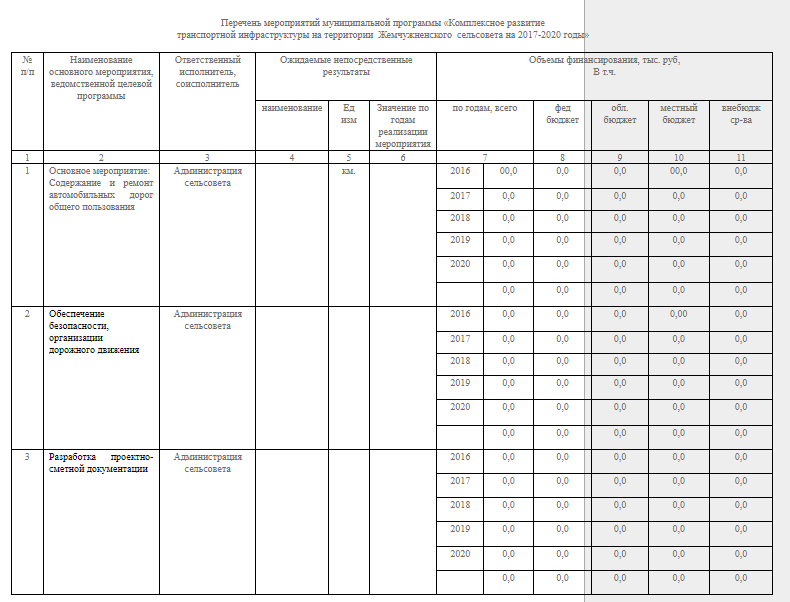 Перечень мероприятий муниципальной программы «Комплексное развитие
транспортной инфраструктуры на территории Жемчужненского сельсовета на 2017-2020 годы»
№ п/п Наименование основного мероприятия, ведомственной целевой программы Ответственный исполнитель, соисполнитель Ожидаемые непосредственные результаты Объемы финансирования, тыс. руб, В т.ч.
наименование Ед изм Значение по годам реализации мероприятия по годам, всего фед бюджет обл. бюджет местный бюджет внебюдж ср-ва
1 2 3 4 5 6 7 8 9 10 11
1 Основное мероприятие: Содержание и ремонт автомобильных дорог общего пользования Администрация сельсовета км. 2016 00,0 0,0 0,0 00,0 0,0
2017 0,0 0,0 0,0 0,0 0,0
2018 0,0 0,0 0,0 0,0 0,0
2019 0,0 0,0 0,0 0,0 0,0
2020 0,0 0,0 0,0 0,0 0,0
0,0 0,0 0,0 0,0 0,0
2 Обеспечение безопасности, организации дорожного движения Администрация сельсовета 2016 0,0 0,0 0,0 0,00 0,0
2017 0,0 0,0 0,0 0,0 0,0
2018 0,0 0,0 0,0 0,0 0,0
2019 0,0 0,0 0,0 0,0 0,0
2020 0,0 0,0 0,0 0,0 0,0
0,0 0,0 0,0 0,0 0,0
3 Разработка проектно-сметной документации Администрация сельсовета 2016 0,0 0,0 0,0 0,0 0,0
2017 0,0 0,0 0,0 0,0 0,0
2018 0,0 0,0 0,0 0,0 0,0
2019 0,0 0,0 0,0 0,0 0,0
2020 0,0 0,0 0,0 0,0 0,0
0,0 0,0 0,0 0,0 0,0